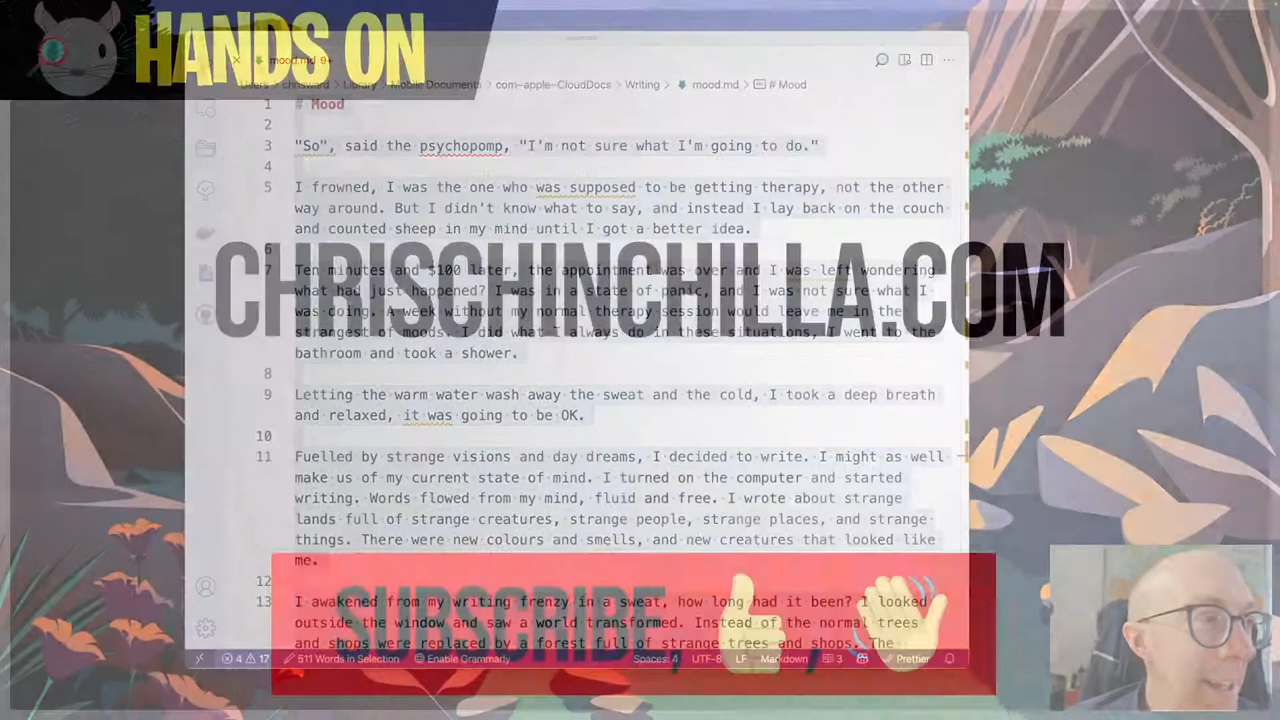 HANDS ON
mood.md 9+
Users > chrisward > Library > Mobile Documents > com~apple~CloudDocs > Writing > mood.md > # Mood
1 # Mood
2
3 "So", said the psychopomp, "I'm not sure what I'm going to do."
4
5 I frowned, I was the one who was supposed to be getting therapy, not the other
way around. But I didn't know what to say, and instead I lay back on the couch
and counted sheep in my mind until I got a better idea.
6
CHRISCHINCHILLA.COM
7 Ten minutes and $100 later, the appointment was over and I was left wondering
what had just happened? I was in a state of panic, and I was not sure what I
was doing. A week without my normal therapy session would leave me in the
strangest of moods. I did what I always do in these situations, I went to the
bathroom and took a shower.
8
9 Letting the warm water wash away the sweat and the cold, I took a deep breath
and relaxed, it was going to be OK.
10
11 Fuelled by strange visions and day dreams, I decided to write. I might as well
make us of my current state of mind. I turned on the computer and started
writing. Words flowed from my mind, fluid and free. I wrote about strange
lands full of strange creatures, strange people, strange places, and strange
things. There were new colours and smells, and new creatures that looked like
me.
12
13 I awakened from my writing frenzy in a sweat, how long had it been? I looked
outside the window and saw a world transformed. Instead of the normal trees
and shops were replaced by a forest full of strange trees and shops. The
SUBSCRIBE,
4 17 511 Words in Selection Enable Grammady Spaces: 4 UTF-8 LF Markdown 3 Prettier